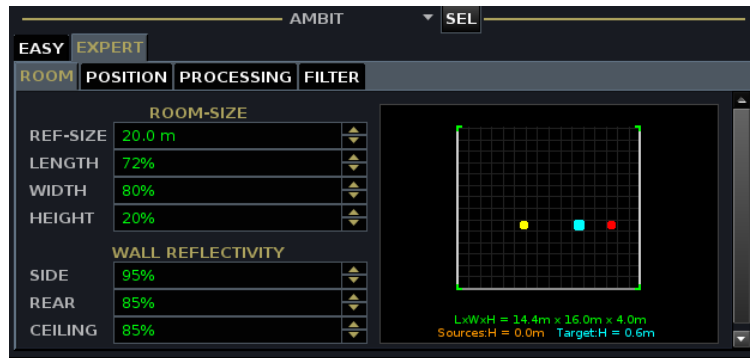 AMBIT SEL
EASY EXPERT
ROOM POSITION PROCESSING FILTER
ROOM-SIZE
REF-SIZE 20.0 m
LENGTH 72%
WIDTH 80%
HEIGHT 20%
WALL REFLECTIVITY
SIDE 95%
REAR 85%
CEILING 85%
LxWxH = 14.4m x 16.0m x 4.0m
Sources:H = 0.0m Target:H = 0.6m